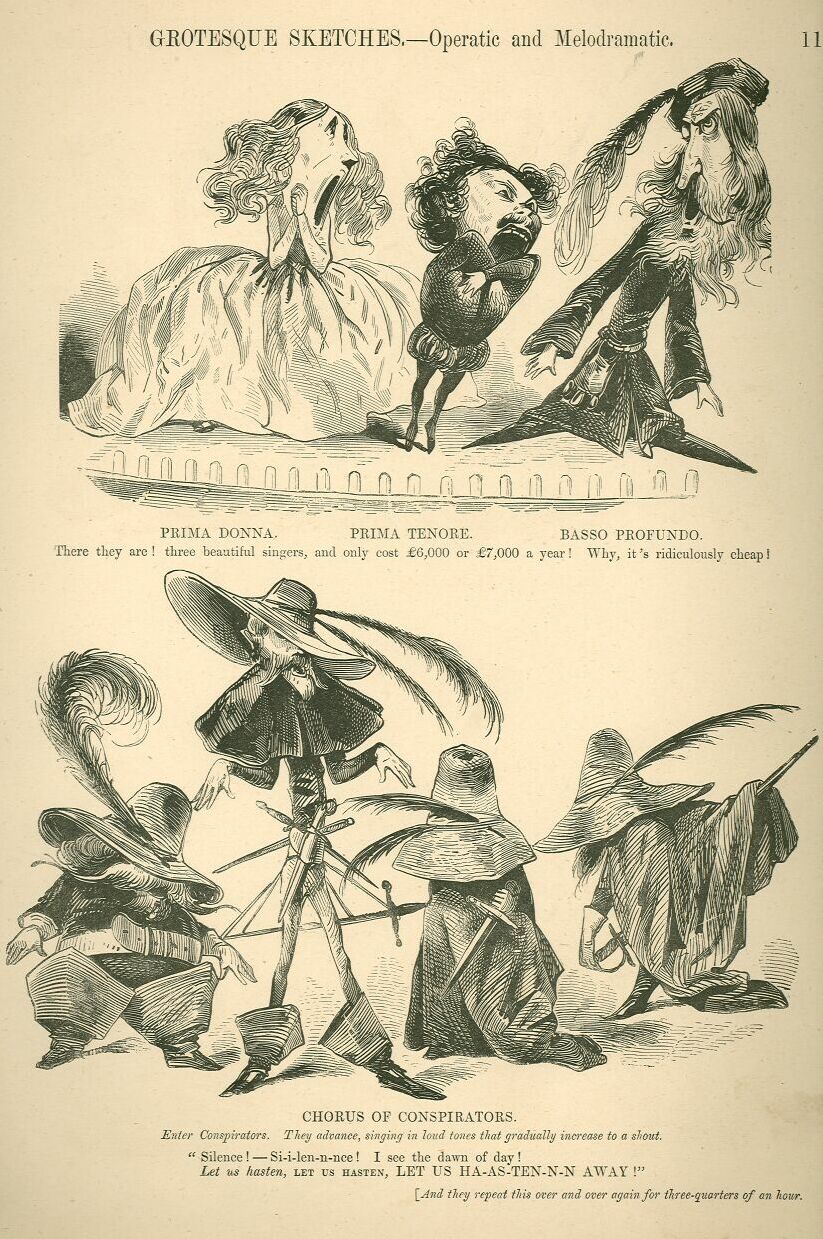 GROTESQUE SKETCHES.—Operatic and Melodramatic. 11
PRIMA DONNA. PRIMA TENORE. BASSO PROFUNDO.
There they are! three beautiful singers, and only cost £6,000 or £7,000 a year! Why, it's ridiculously cheap!
CHORUS OF CONSPIRATORS.
Enter Conspirators. They advance, singing in loud tones that gradually increase to a shout.
“ Silence! — Si-i-len-n-nce! I see the dawn of day!
Let us hasten, LET US HASTEN, LET US HA-AS-TEN-N-N AWAY!”
[And they repeat this over and over again for three-quarters of an hour.